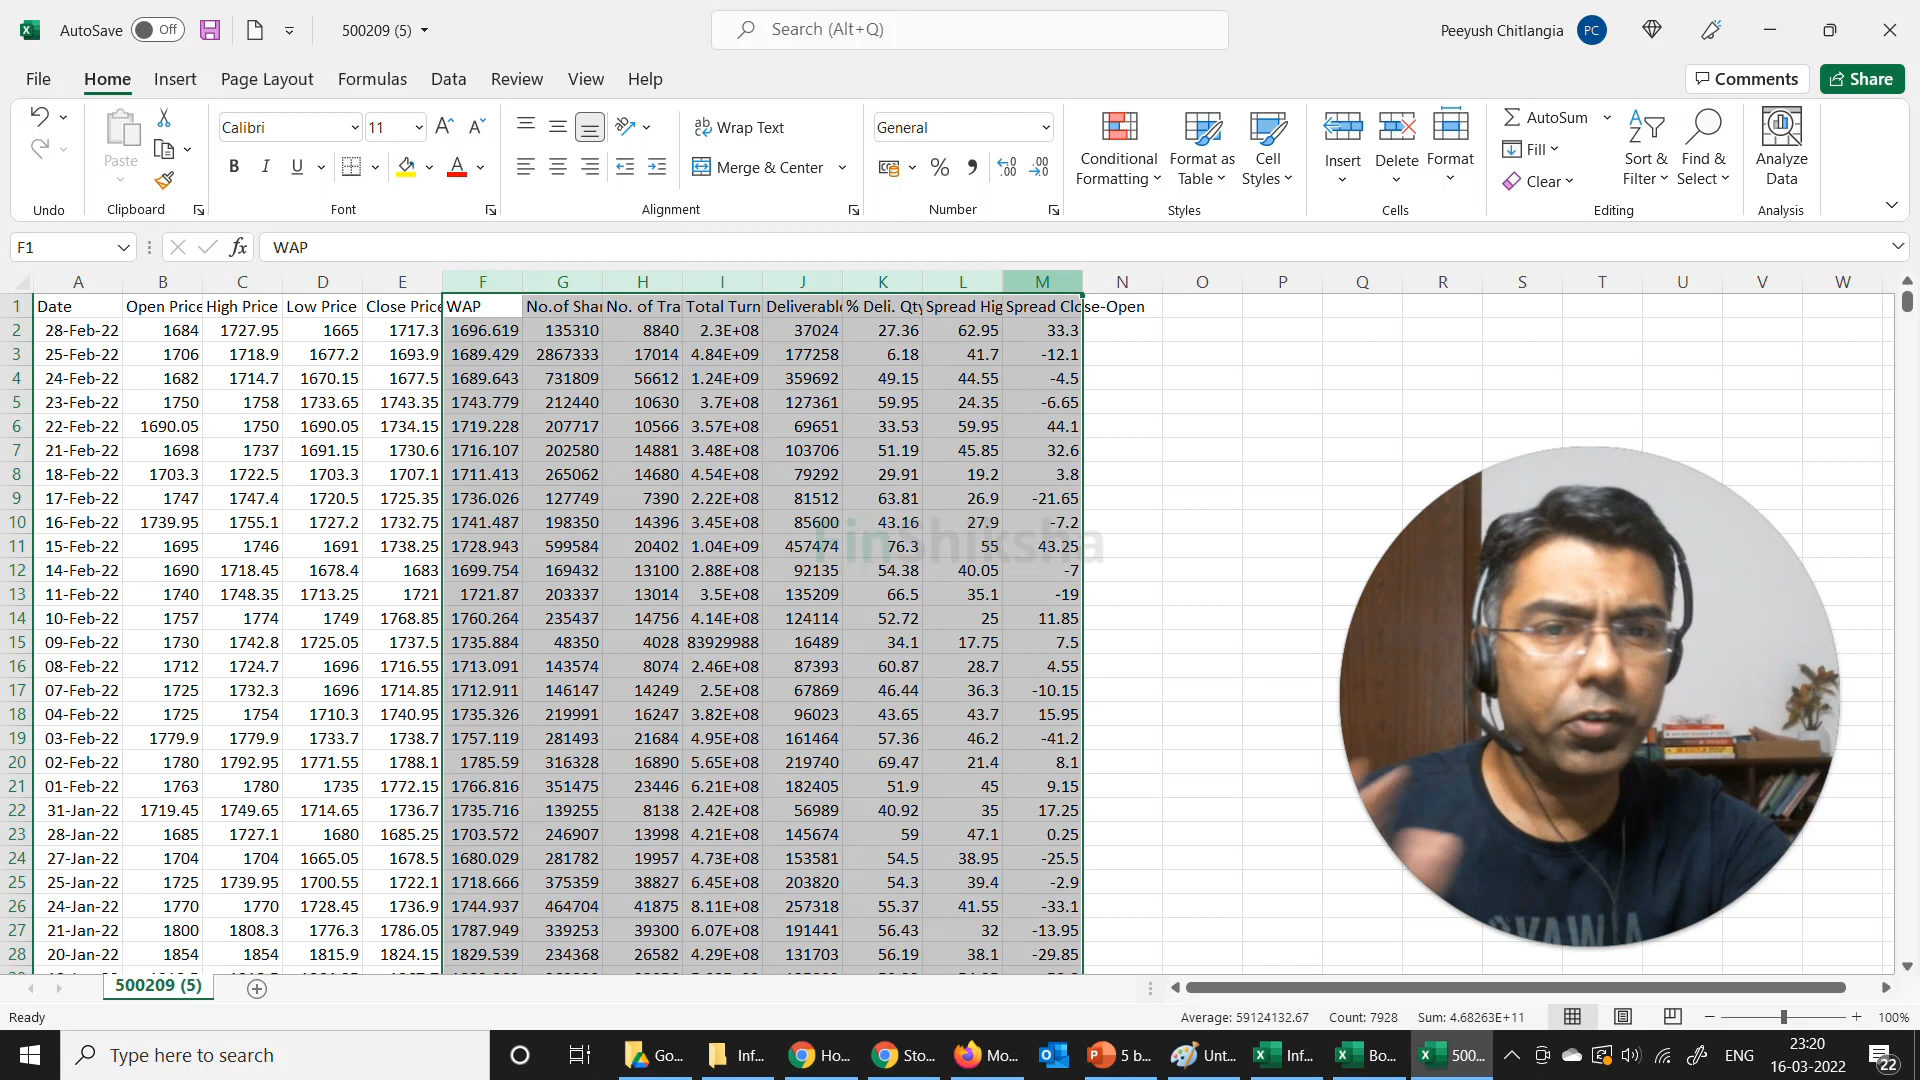 AutoSave Off 500209 (5) Search (Alt+Q) Peeyush Chitlangia PC
File Home Insert Page Layout Formulas Data Review View Help Comments Share
Calibri 11 Wrap Text General AutoSum
Paste B I U Merge & Center Conditional Formatting Format as Table Cell Styles Insert Delete Format Fill Clear Sort & Filter Find & Select Analyze Data
Undo Clipboard Font Alignment Number Styles Cells Editing Analysis
F1 fx WAP
A B C D E F G H I J K L M N O P Q R S T U V W
1 Date Open Price High Price Low Price Close Price WAP No.of Shar No. of Tra Total Turn Deliverabl % Deli. Qty Spread Hig Spread Close-Open
2 28-Feb-22 1684 1727.95 1665 1717.3 1696.619 135310 8840 2.3E+08 37024 27.36 62.95 33.3
3 25-Feb-22 1706 1718.9 1677.2 1693.9 1689.429 2867333 17014 4.84E+09 177258 6.18 41.7 -12.1
4 24-Feb-22 1682 1714.7 1670.15 1677.5 1689.643 731809 56612 1.24E+09 359692 49.15 44.55 -4.5
5 23-Feb-22 1750 1758 1733.65 1743.35 1743.779 212440 10630 3.7E+08 127361 59.95 24.35 -6.65
6 22-Feb-22 1690.05 1750 1690.05 1734.15 1719.228 207717 10566 3.57E+08 69651 33.53 59.95 44.1
7 21-Feb-22 1698 1737 1691.15 1730.6 1716.107 202580 14881 3.48E+08 103706 51.19 45.85 32.6
8 18-Feb-22 1703.3 1722.5 1703.3 1707.1 1711.413 265062 14680 4.54E+08 79292 29.91 19.2 3.8
9 17-Feb-22 1747 1747.4 1720.5 1725.35 1736.026 127749 7390 2.22E+08 81512 63.81 26.9 -21.65
10 16-Feb-22 1739.95 1755.1 1727.2 1732.75 1741.487 198350 14396 3.45E+08 85600 43.16 27.9 -7.2
FinShiksha
11 15-Feb-22 1695 1746 1691 1738.25 1728.943 599584 20402 1.04E+09 457474 76.3 55 43.25
12 14-Feb-22 1690 1718.45 1678.4 1683 1699.754 169432 13100 2.88E+08 92135 54.38 40.05 -7
13 11-Feb-22 1740 1748.35 1713.25 1721 1721.87 203337 13014 3.5E+08 135209 66.5 35.1 -19
14 10-Feb-22 1757 1774 1749 1768.85 1760.264 235437 14756 4.14E+08 124114 52.72 25 11.85
15 09-Feb-22 1730 1742.8 1725.05 1737.5 1735.884 48350 4028 83929988 16489 34.1 17.75 7.5
16 08-Feb-22 1712 1724.7 1696 1716.55 1713.091 143574 8074 2.46E+08 87393 60.87 28.7 4.55
17 07-Feb-22 1725 1732.3 1696 1714.85 1712.911 146147 14249 2.5E+08 67869 46.44 36.3 -10.15
18 04-Feb-22 1725 1754 1710.3 1740.95 1735.326 219991 16247 3.82E+08 96023 43.65 43.7 15.95
19 03-Feb-22 1779.9 1779.9 1733.7 1738.7 1757.119 281493 21684 4.95E+08 161464 57.36 46.2 -41.2
20 02-Feb-22 1780 1792.95 1771.55 1788.1 1785.59 316328 16890 5.65E+08 219740 69.47 21.4 8.1
21 01-Feb-22 1763 1780 1735 1772.15 1766.816 351475 23446 6.21E+08 182405 51.9 45 9.15
22 31-Jan-22 1719.45 1749.65 1714.65 1736.7 1735.716 139255 8138 2.42E+08 56989 40.92 35 17.25
23 28-Jan-22 1685 1727.1 1680 1685.25 1703.572 246907 13998 4.21E+08 145674 59 47.1 0.25
24 27-Jan-22 1704 1704 1665.05 1678.5 1680.029 281782 19957 4.73E+08 153581 54.5 38.95 -25.5
25 25-Jan-22 1725 1739.95 1700.55 1722.1 1718.666 375359 38827 6.45E+08 203820 54.3 39.4 -2.9
26 24-Jan-22 1770 1770 1728.45 1736.9 1744.937 464704 41875 8.11E+08 257318 55.37 41.55 -33.1
27 21-Jan-22 1800 1808.3 1776.3 1786.05 1787.949 339253 39300 6.07E+08 191441 56.43 32 -13.95
28 20-Jan-22 1854 1854 1815.9 1824.15 1829.539 234368 26582 4.29E+08 131703 56.19 38.1 -29.85
500209 (5)
Ready Average: 59124132.67 Count: 7928 Sum: 4.68263E+11 100%
Type here to search Go... Inf... Ho... Sto... Mo... 5 b... Unt... Inf... Bo... 500... ENG 23:20
16-03-2022 22